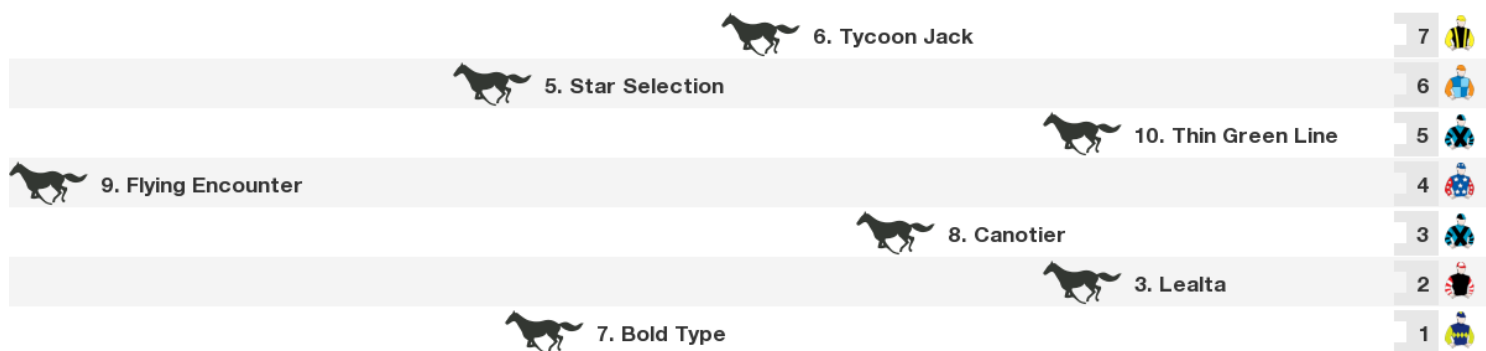 6. Tycoon Jack 7
5. Star Selection 6
10. Thin Green Line 5
9. Flying Encounter 4
8. Canotier 3
3. Lealta 2
7. Bold Type 1